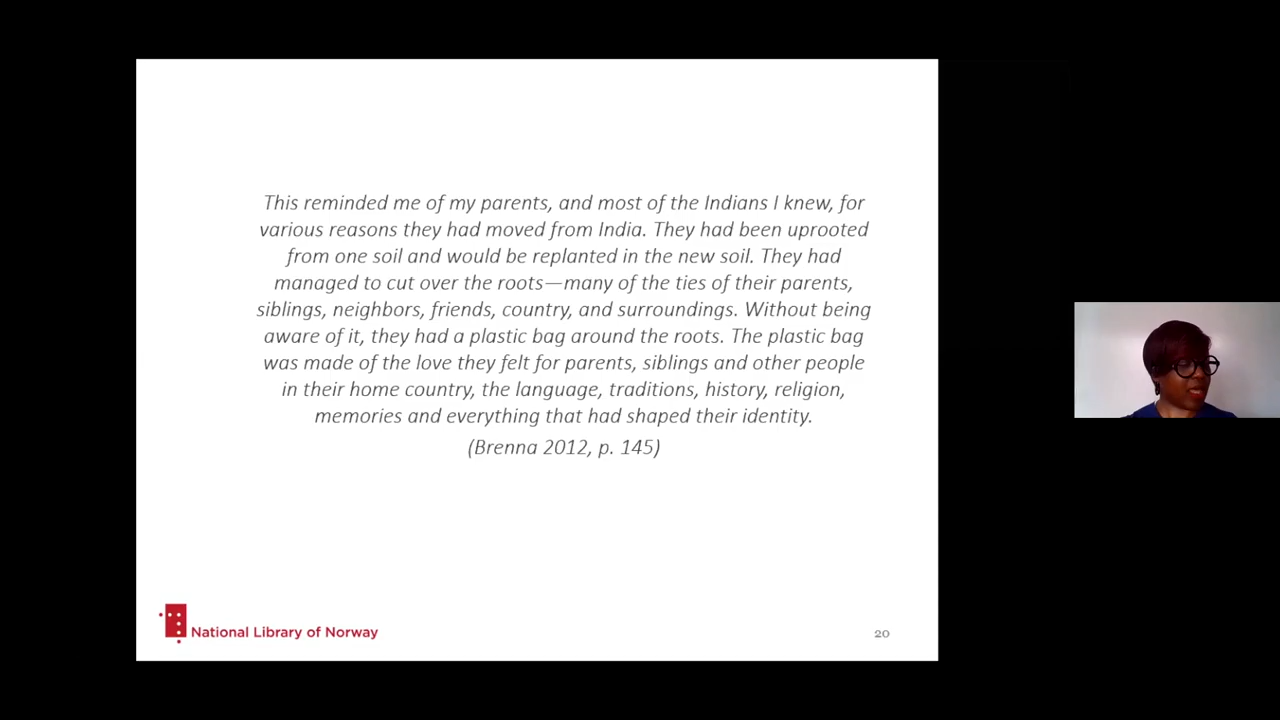 This reminded me of my parents, and most of the Indians I knew, for
various reasons they had moved from India. They had been uprooted
from one soil and would be replanted in the new soil. They had
managed to cut over the roots—many of the ties of their parents,
siblings, neighbors, friends, country, and surroundings. Without being
aware of it, they had a plastic bag around the roots. The plastic bag
was made of the love they felt for parents, siblings and other people
in their home country, the language, traditions, history, religion,
memories and everything that had shaped their identity.
(Brenna 2012, p. 145)
National Library of Norway
20